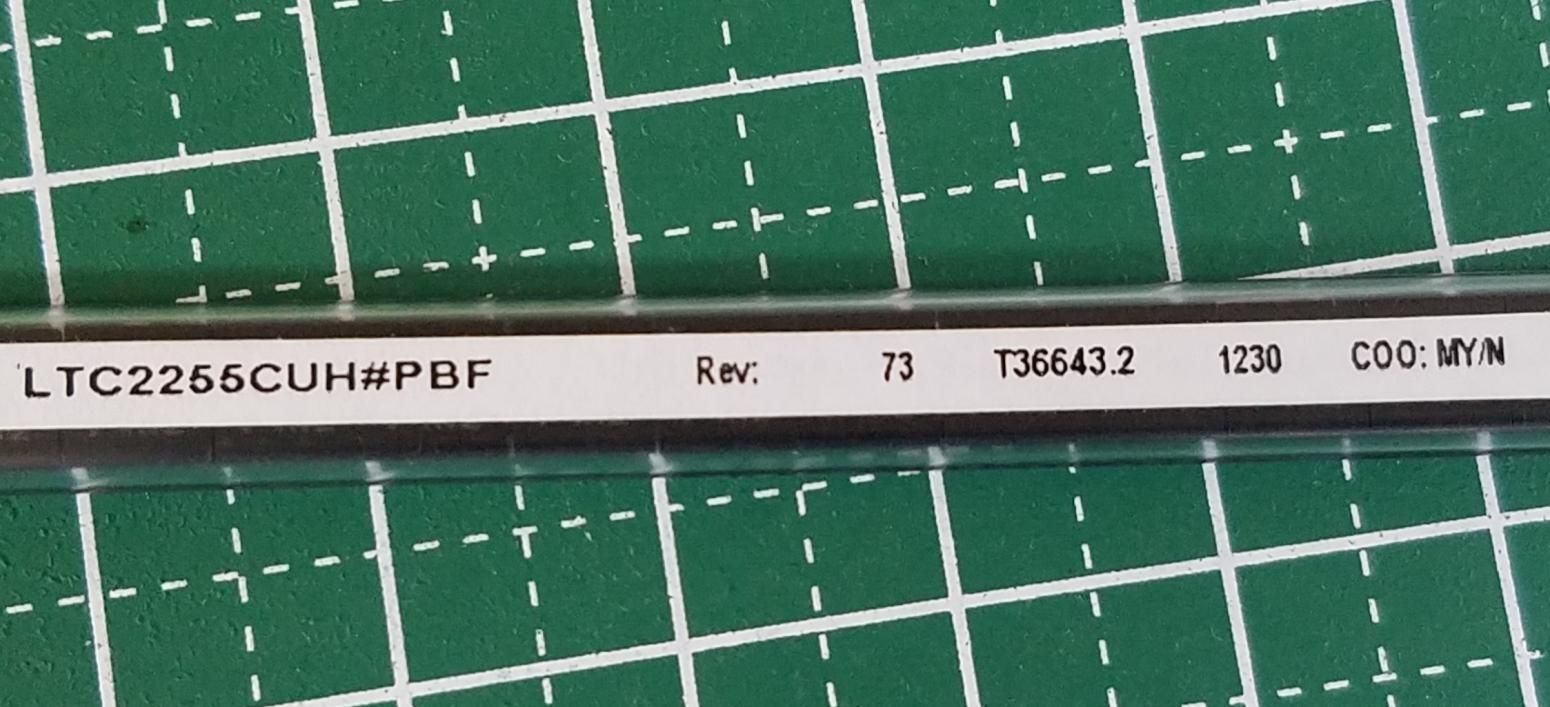 LTC2255CUH#PBF Rev: 73 T36643.2 1230 COO: MY/N